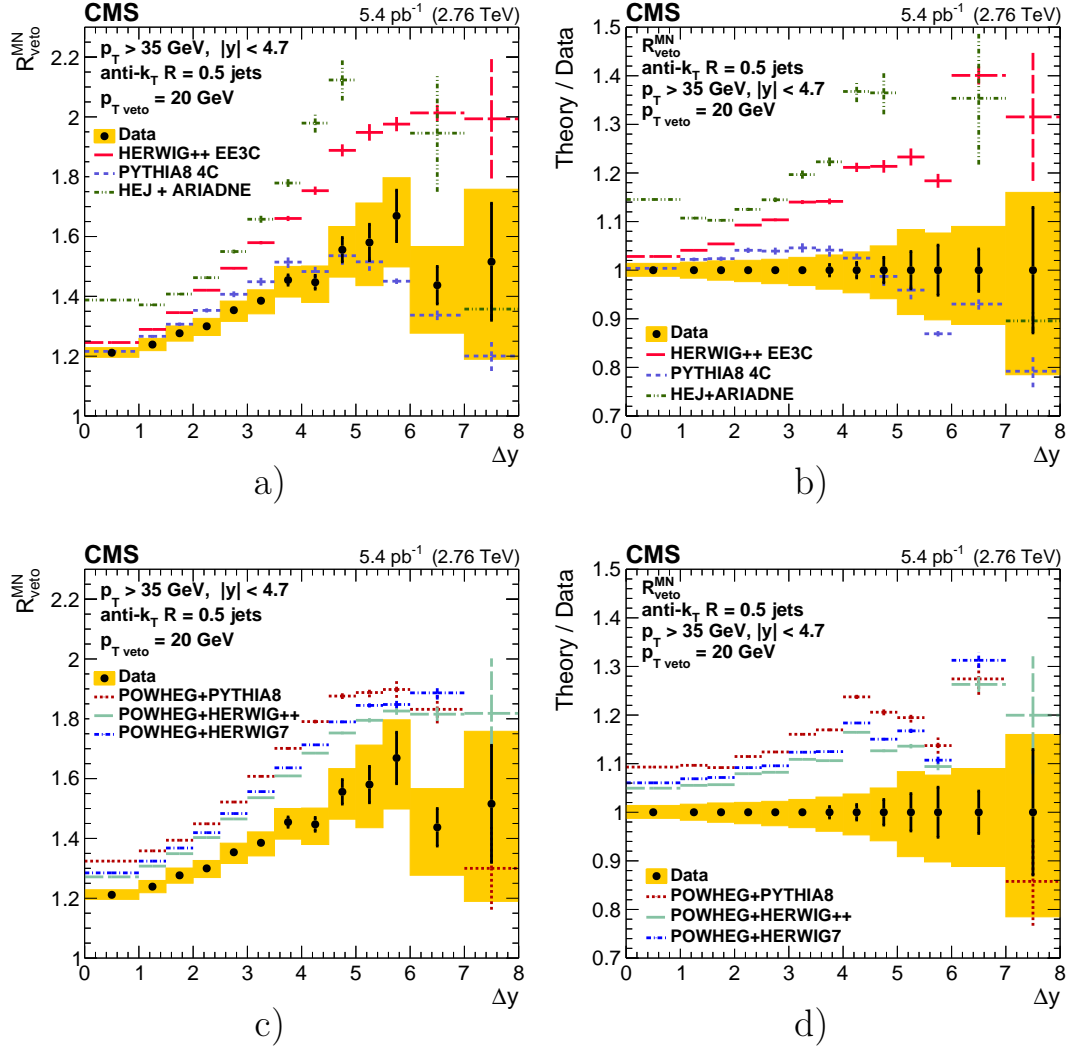 CMS 5.4 pb⁻¹ (2.76 TeV)
R^MN_veto
p_T > 35 GeV, |y| < 4.7
anti-k_T R = 0.5 jets
p_T veto = 20 GeV
Data
HERWIG++ EE3C
PYTHIA8 4C
HEJ + ARIADNE
2.2
2
1.8
1.6
1.4
1.2
1
0 1 2 3 4 5 6 7 8
Δy
a)
CMS 5.4 pb⁻¹ (2.76 TeV)
Theory / Data
R^MN_veto
anti-k_T R = 0.5 jets
p_T > 35 GeV, |y| < 4.7
p_T veto = 20 GeV
Data
HERWIG++ EE3C
PYTHIA8 4C
HEJ+ARIADNE
1.5
1.4
1.3
1.2
1.1
1
0.9
0.8
0.7
0 1 2 3 4 5 6 7 8
Δy
b)
CMS 5.4 pb⁻¹ (2.76 TeV)
R^MN_veto
p_T > 35 GeV, |y| < 4.7
anti-k_T R = 0.5 jets
p_T veto = 20 GeV
Data
POWHEG+PYTHIA8
POWHEG+HERWIG++
POWHEG+HERWIG7
2.2
2
1.8
1.6
1.4
1.2
1
0 1 2 3 4 5 6 7 8
Δy
c)
CMS 5.4 pb⁻¹ (2.76 TeV)
Theory / Data
R^MN_veto
anti-k_T R = 0.5 jets
p_T > 35 GeV, |y| < 4.7
p_T veto = 20 GeV
Data
POWHEG+PYTHIA8
POWHEG+HERWIG++
POWHEG+HERWIG7
1.5
1.4
1.3
1.2
1.1
1
0.9
0.8
0.7
0 1 2 3 4 5 6 7 8
Δy
d)